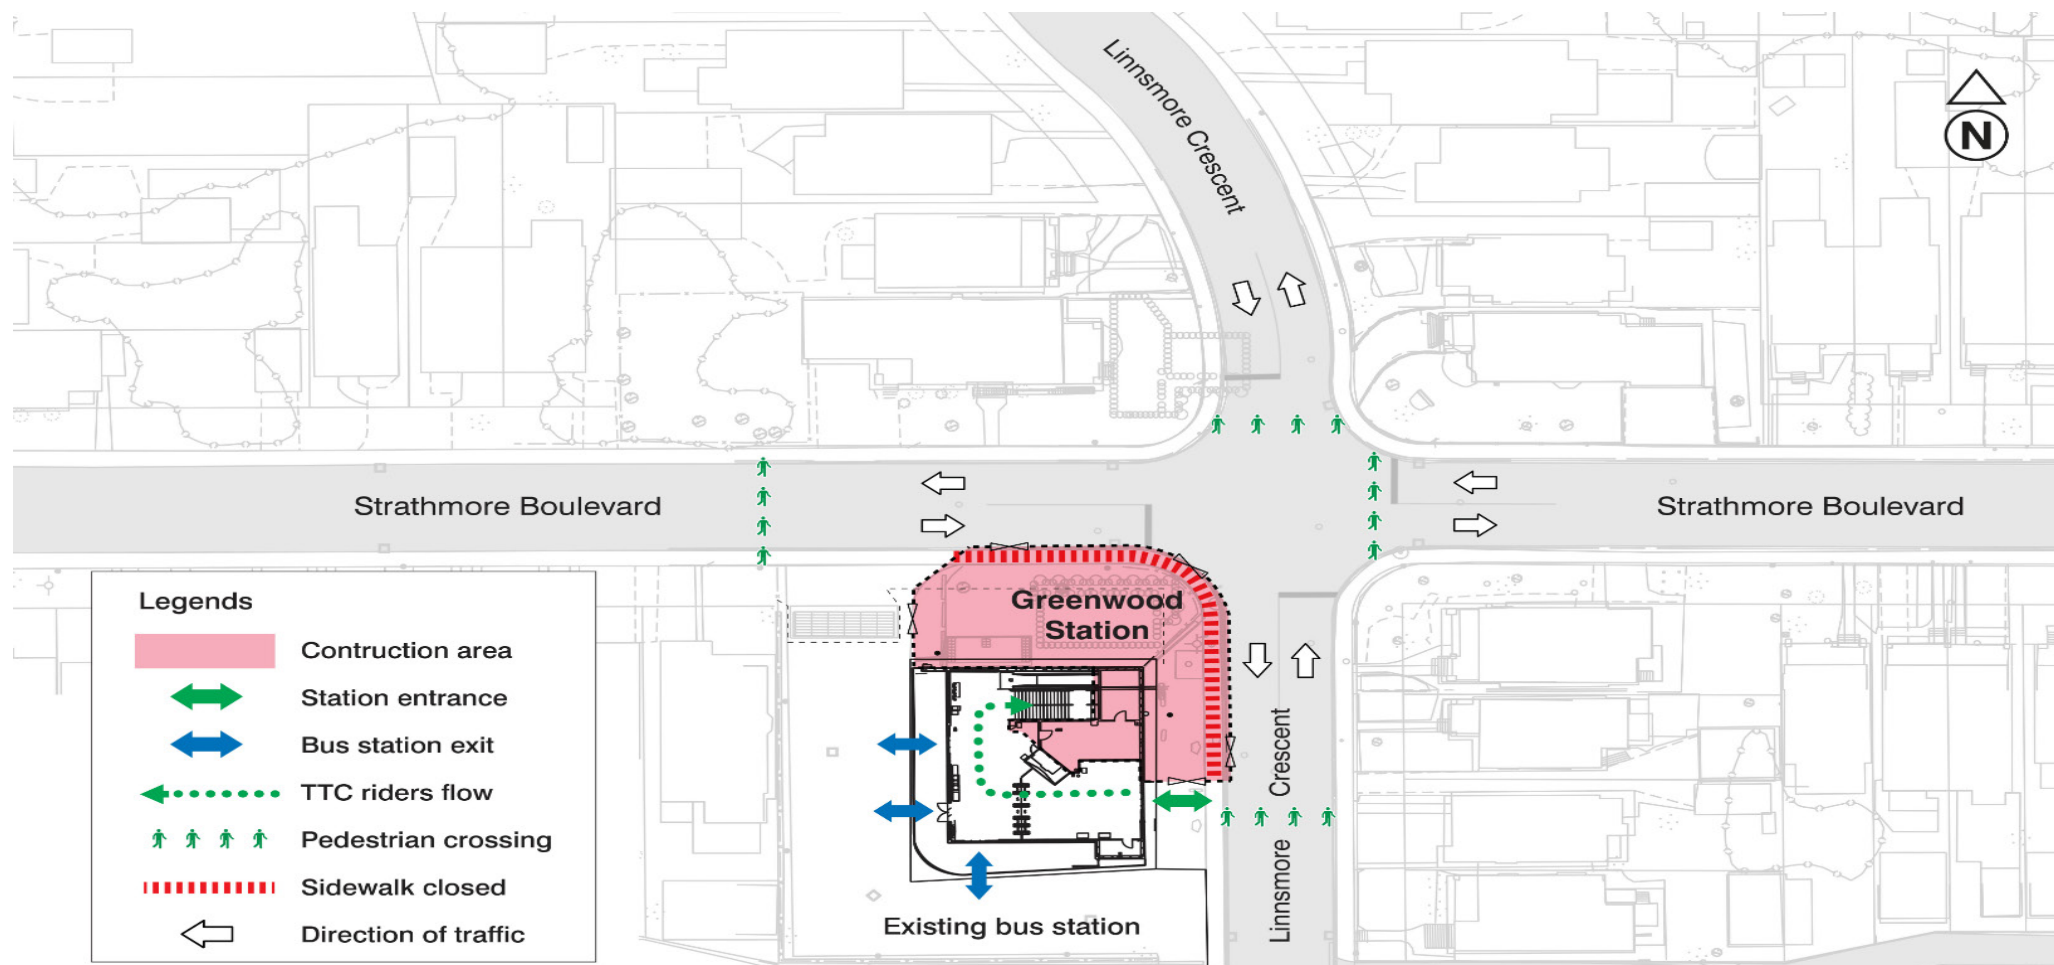 Linnsmore Crescent
N
Strathmore Boulevard
Strathmore Boulevard
Greenwood
Station
Linnsmore Crescent
Existing bus station
Legends
Contruction area
Station entrance
Bus station exit
TTC riders flow
Pedestrian crossing
Sidewalk closed
Direction of traffic